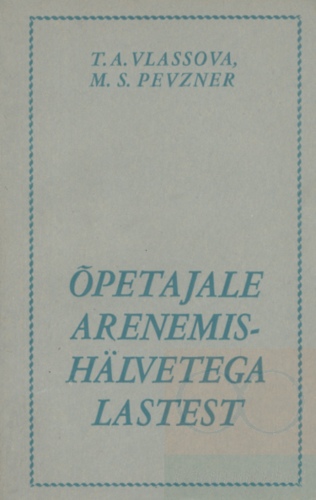 T. A. VLASSOVA,
M. S. PEVZNER
ÕPETAJALE
ARENEMIS-
HÄLVETEGA
LASTEST